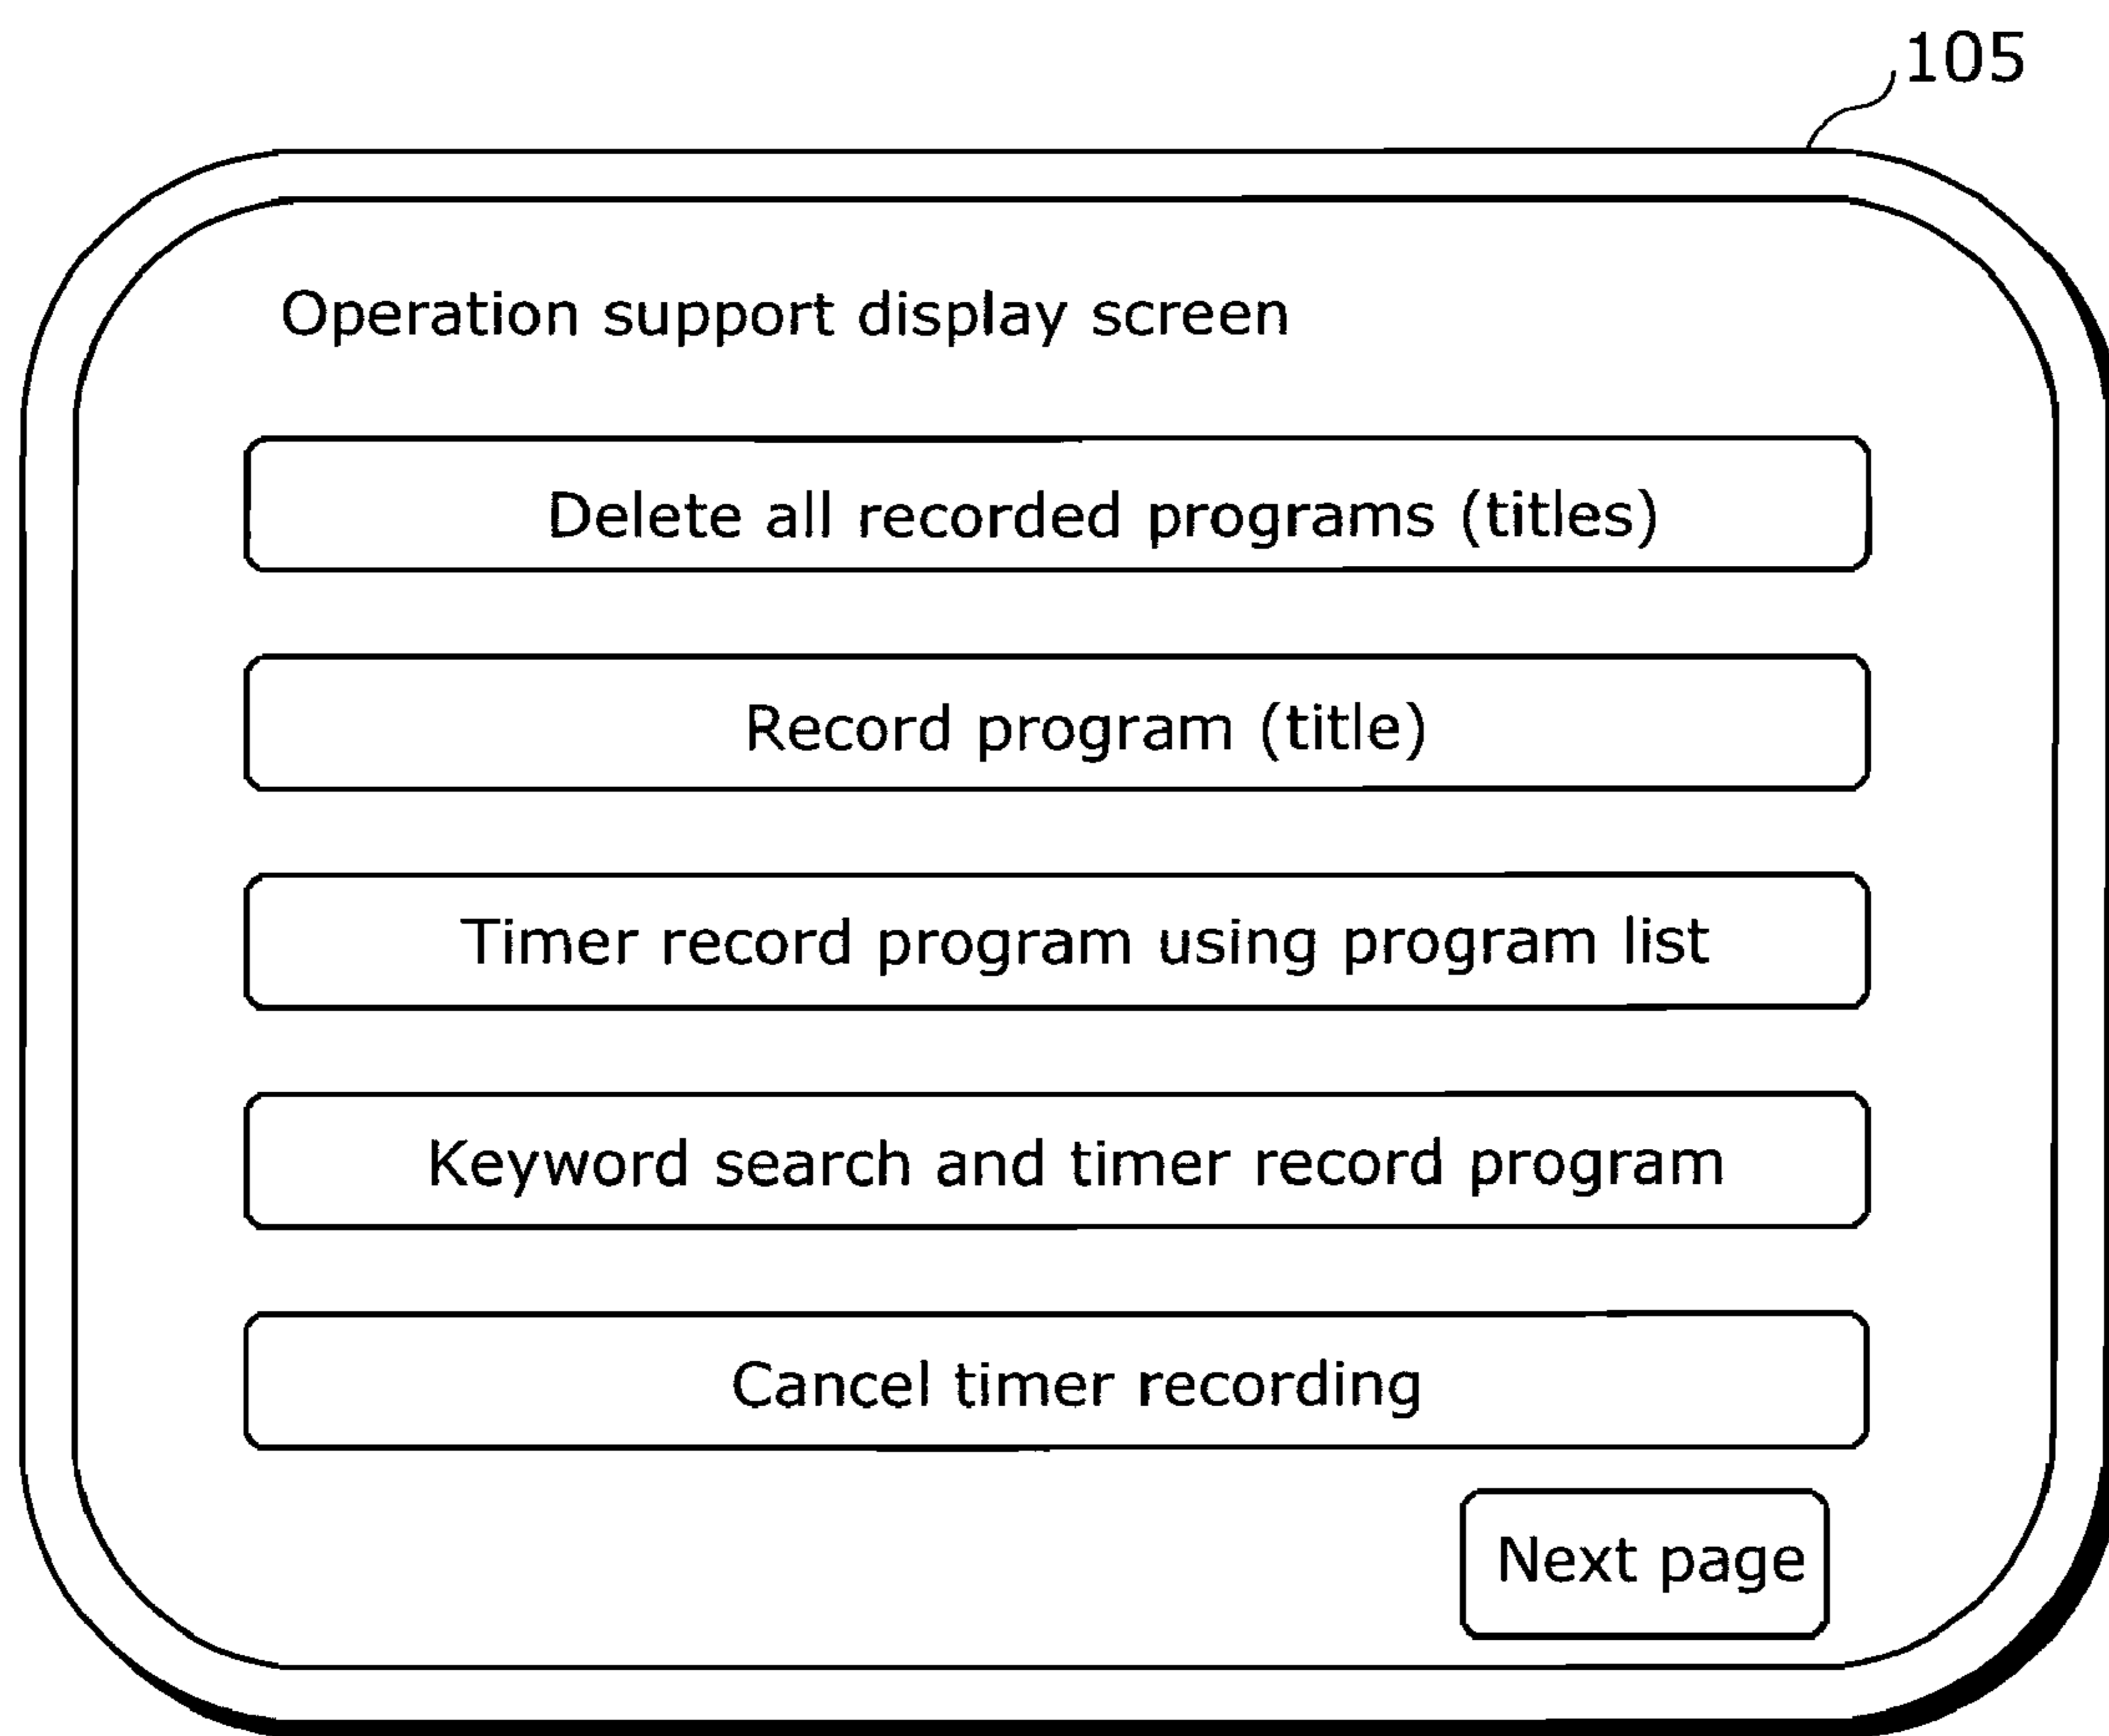 105
Operation support display screen
Delete all recorded programs (titles)
Record program (title)
Timer record program using program list
Keyword search and timer record program
Cancel timer recording
Next page